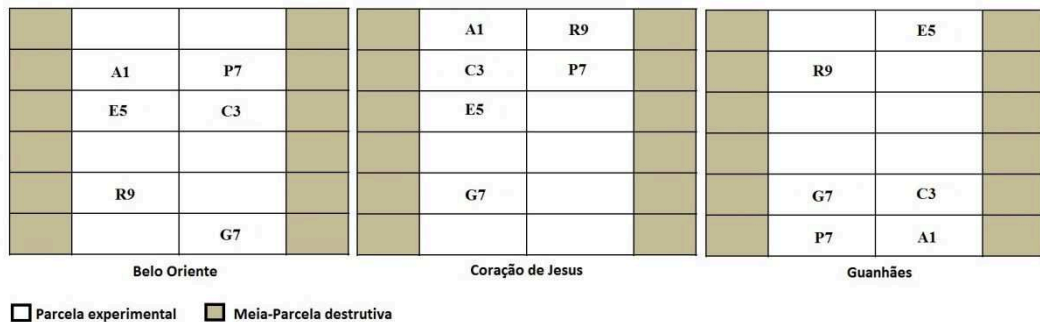 A1 R9 E5
A1 P7 C3 P7 R9
E5 C3 E5
R9 G7 G7 C3
G7 P7 A1
Belo Oriente Coração de Jesus Guanhães
Parcela experimental Meia-Parcela destrutiva